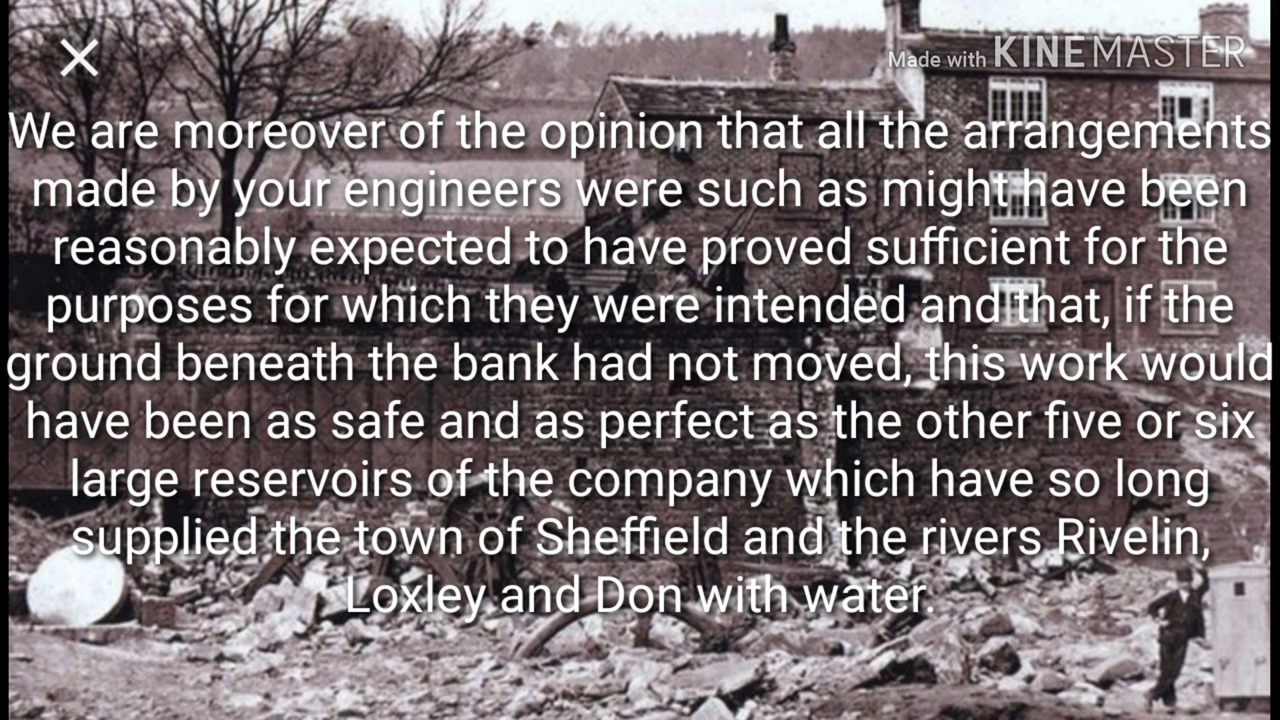 Made with KINEMASTER
We are moreover of the opinion that all the arrangements
made by your engineers were such as might have been
reasonably expected to have proved sufficient for the
purposes for which they were intended and that, if the
ground beneath the bank had not moved, this work would
have been as safe and as perfect as the other five or six
large reservoirs of the company which have so long
supplied the town of Sheffield and the rivers Rivelin,
Loxley and Don with water.